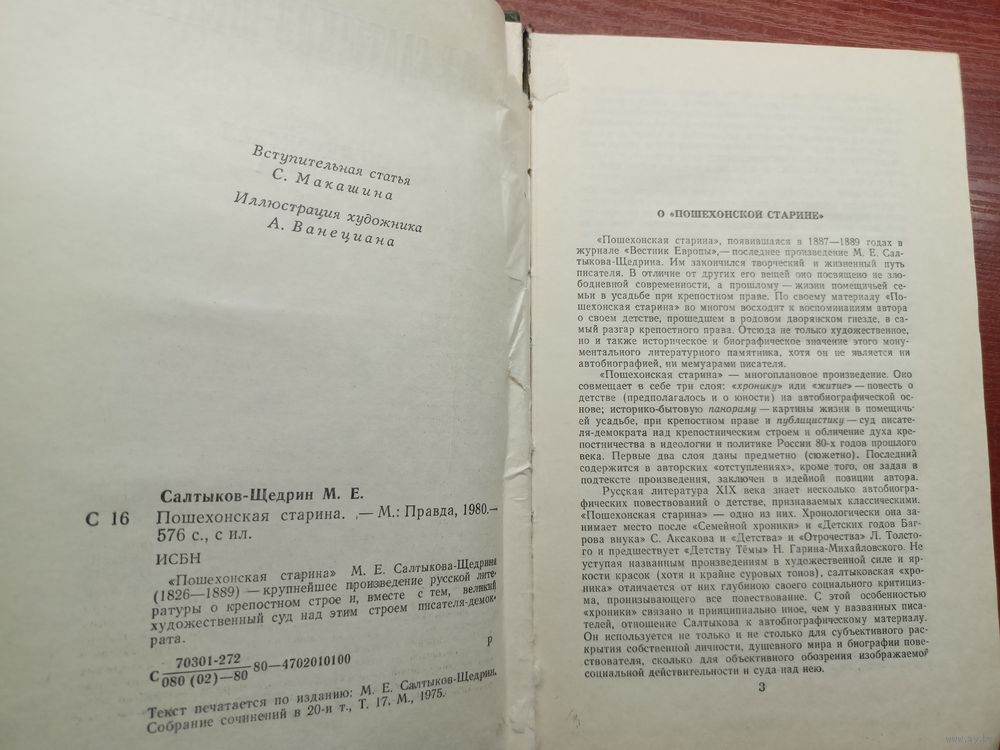 Вступительная статья
С. Макашина
Иллюстрация художника
А. Ванециана
Салтыков-Щедрин М. Е.
С 16 Пошехонская старина. — М.: Правда, 1980.—
576 с., с ил.
ИСБН
«Пошехонская старина» М. Е. Салтыкова-Щедрина
(1826—1889) — крупнейшее произведение русской лите-
ратуры о крепостном строе и, вместе с тем, великий
художественный суд над этим строем писателя-демок-
рата.
р
С 70301-272
080 (02)—80 80—4702010100
Текст печатается по изданию: М. Е. Салтыков-Щедрин.
Собрание сочинений в 20-и т., Т. 17. М., 1975.
О «ПОШЕХОНСКОЙ СТАРИНЕ»
«Пошехонская старина», появившаяся в 1887—1889 годах в
журнале «Вестник Европы»,— последнее произведение М. Е. Сал-
тыкова-Щедрина. Им закончился творческий и жизненный путь
писателя. В отличие от других его вещей оно посвящено не зло-
бодневной современности, а прошлому — жизни помещичьей се-
мьи в усадьбе при крепостном праве. По своему материалу «По-
шехонская старина» во многом восходит к воспоминаниям автора
о своем детстве, прошедшем в родовом дворянском гнезде, в са-
мый разгар крепостного права. Отсюда не только художественное,
но и также историческое и биографическое значение этого мону-
ментального литературного памятника, хотя он не является ни
автобиографией, ни мемуарами писателя.
«Пошехонская старина» — многоплановое произведение. Оно
совмещает в себе три слоя: «хронику» или «житие» — повесть о
детстве (предполагалось и о юности) на автобиографической ос-
нове; историко-бытовую панораму — картины жизни в помещичь-
ей усадьбе, при крепостном праве и публицистику — суд писате-
ля-демократа над крепостническим строем и обличение духа кре-
постничества в идеологии и политике России 80-х годов прошлого
века. Первые два слоя даны предметно (сюжетно). Последний
содержится в авторских «отступлениях», кроме того, он задан в
подтексте произведения, заключен в идейной позиции автора.
Русская литература XIX века знает несколько автобиогра-
фических повествований о детстве, признаваемых классическими.
«Пошехонская старина» — одно из них. Хронологически она за-
нимает место после «Семейной хроники» и «Детских годов Баг-
рова внука» С. Аксакова и «Детства» и «Отрочества» Л. Толсто-
го и предшествует «Детству Тёмы» Н. Гарина-Михайловского. Не
уступая названным произведениям в художественной силе и яр-
кости красок (хотя и крайне суровых тонов), салтыковская «хро-
ника» отличается от них глубиною своего социального критициз-
ма, пронизывающего все повествование. С этой особенностью
«хроники» связано и принципиально иное, чем у названных писа-
телей, отношение Салтыкова к автобиографическому материалу.
Он используется не только и не столько для субъективного рас-
крытия собственной личности, душевного мира и биографии пове-
ствователя, сколько для объективного обозрения изображаемой
социальной действительности и суда над нею.
3